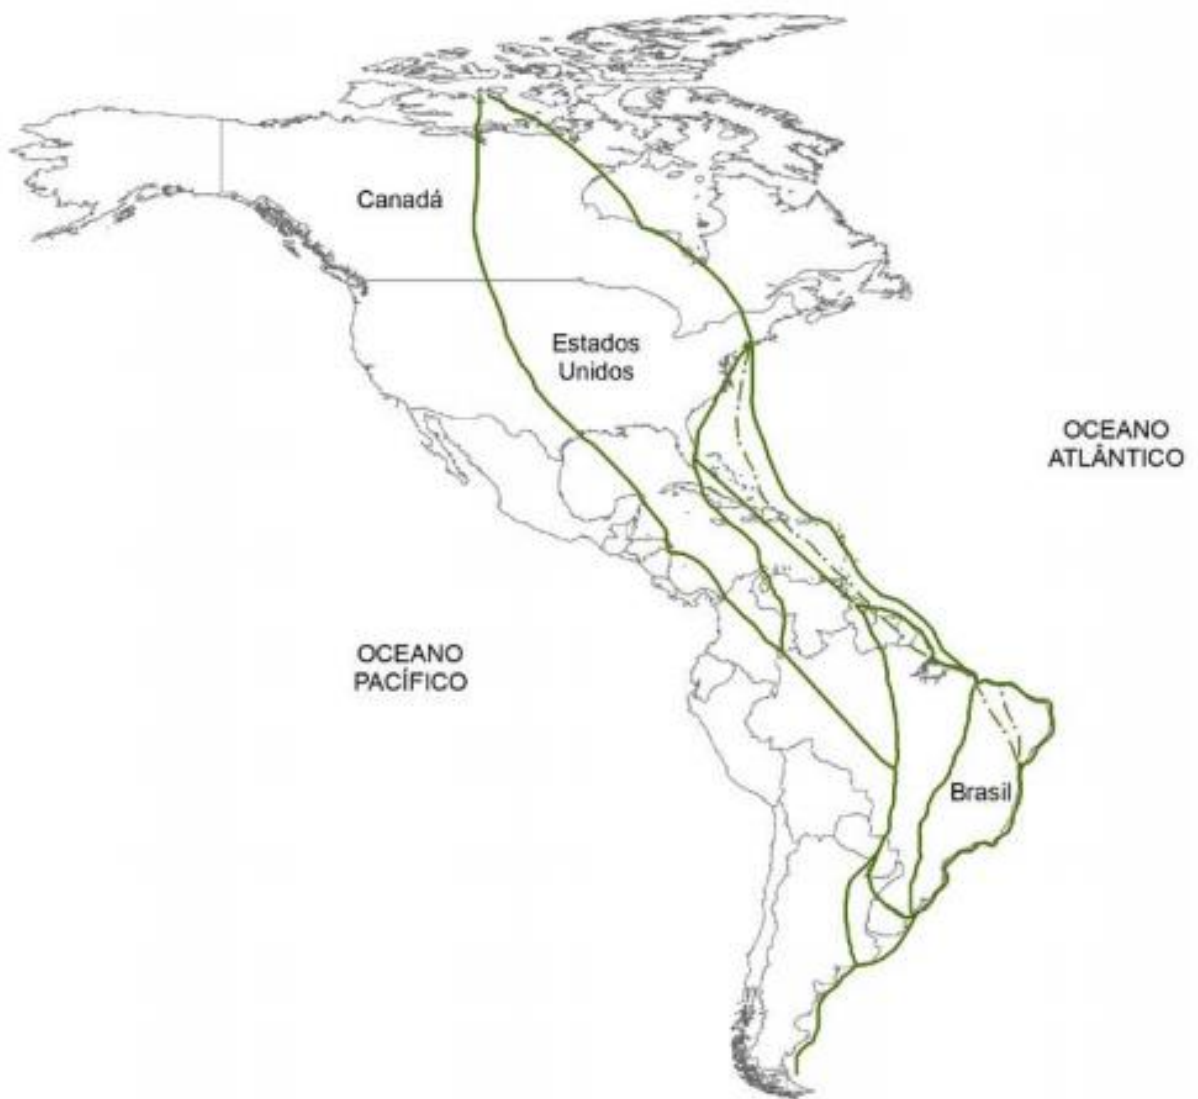 Canadá
Estados
Unidos
OCEANO
ATLÂNTICO
OCEANO
PACÍFICO
Brasil